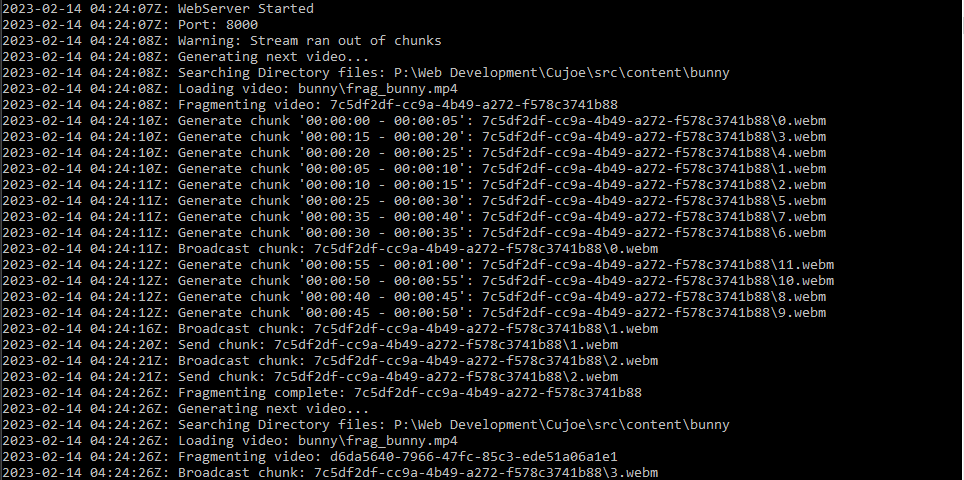 2023-02-14 04:24:07Z: WebServer Started
2023-02-14 04:24:07Z: Port: 8000
2023-02-14 04:24:08Z: Warning: Stream ran out of chunks
2023-02-14 04:24:08Z: Generating next video...
2023-02-14 04:24:08Z: Searching Directory files: P:\Web Development\Cujoe\src\content\bunny
2023-02-14 04:24:08Z: Loading video: bunny\frag_bunny.mp4
2023-02-14 04:24:08Z: Fragmenting video: 7c5df2df-cc9a-4b49-a272-f578c3741b88
2023-02-14 04:24:10Z: Generate chunk '00:00:00 - 00:00:05': 7c5df2df-cc9a-4b49-a272-f578c3741b88\0.webm
2023-02-14 04:24:10Z: Generate chunk '00:00:15 - 00:00:20': 7c5df2df-cc9a-4b49-a272-f578c3741b88\3.webm
2023-02-14 04:24:10Z: Generate chunk '00:00:20 - 00:00:25': 7c5df2df-cc9a-4b49-a272-f578c3741b88\4.webm
2023-02-14 04:24:10Z: Generate chunk '00:00:05 - 00:00:10': 7c5df2df-cc9a-4b49-a272-f578c3741b88\1.webm
2023-02-14 04:24:11Z: Generate chunk '00:00:10 - 00:00:15': 7c5df2df-cc9a-4b49-a272-f578c3741b88\2.webm
2023-02-14 04:24:11Z: Generate chunk '00:00:25 - 00:00:30': 7c5df2df-cc9a-4b49-a272-f578c3741b88\5.webm
2023-02-14 04:24:11Z: Generate chunk '00:00:35 - 00:00:40': 7c5df2df-cc9a-4b49-a272-f578c3741b88\7.webm
2023-02-14 04:24:11Z: Generate chunk '00:00:30 - 00:00:35': 7c5df2df-cc9a-4b49-a272-f578c3741b88\6.webm
2023-02-14 04:24:11Z: Broadcast chunk: 7c5df2df-cc9a-4b49-a272-f578c3741b88\0.webm
2023-02-14 04:24:12Z: Generate chunk '00:00:55 - 00:01:00': 7c5df2df-cc9a-4b49-a272-f578c3741b88\11.webm
2023-02-14 04:24:12Z: Generate chunk '00:00:50 - 00:00:55': 7c5df2df-cc9a-4b49-a272-f578c3741b88\10.webm
2023-02-14 04:24:12Z: Generate chunk '00:00:40 - 00:00:45': 7c5df2df-cc9a-4b49-a272-f578c3741b88\8.webm
2023-02-14 04:24:12Z: Generate chunk '00:00:45 - 00:00:50': 7c5df2df-cc9a-4b49-a272-f578c3741b88\9.webm
2023-02-14 04:24:16Z: Broadcast chunk: 7c5df2df-cc9a-4b49-a272-f578c3741b88\1.webm
2023-02-14 04:24:20Z: Send chunk: 7c5df2df-cc9a-4b49-a272-f578c3741b88\1.webm
2023-02-14 04:24:21Z: Broadcast chunk: 7c5df2df-cc9a-4b49-a272-f578c3741b88\2.webm
2023-02-14 04:24:21Z: Send chunk: 7c5df2df-cc9a-4b49-a272-f578c3741b88\2.webm
2023-02-14 04:24:26Z: Fragmenting complete: 7c5df2df-cc9a-4b49-a272-f578c3741b88
2023-02-14 04:24:26Z: Generating next video...
2023-02-14 04:24:26Z: Searching Directory files: P:\Web Development\Cujoe\src\content\bunny
2023-02-14 04:24:26Z: Loading video: bunny\frag_bunny.mp4
2023-02-14 04:24:26Z: Fragmenting video: d6da5640-7966-47fc-85c3-ede51a06a1e1
2023-02-14 04:24:26Z: Broadcast chunk: 7c5df2df-cc9a-4b49-a272-f578c3741b88\3.webm